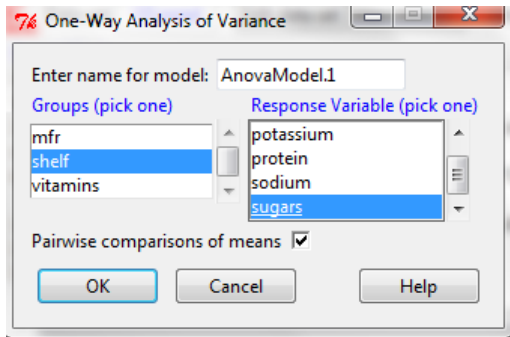 One-Way Analysis of Variance
Enter name for model: AnovaModel.1
Groups (pick one)
mfr
shelf
vitamins
Response Variable (pick one)
potassium
protein
sodium
sugars
Pairwise comparisons of means
OK Cancel Help